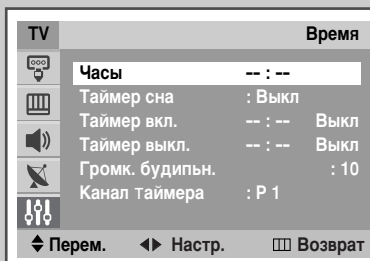 TV Время
Часы -- : --
Таймер сна : Выкл
Таймер вкл. -- : -- Выкл
Таймер выкл. -- : -- Выкл
Громк. будипьн. : 10
Канал таймера : P 1
Перем. Настр. Возврат